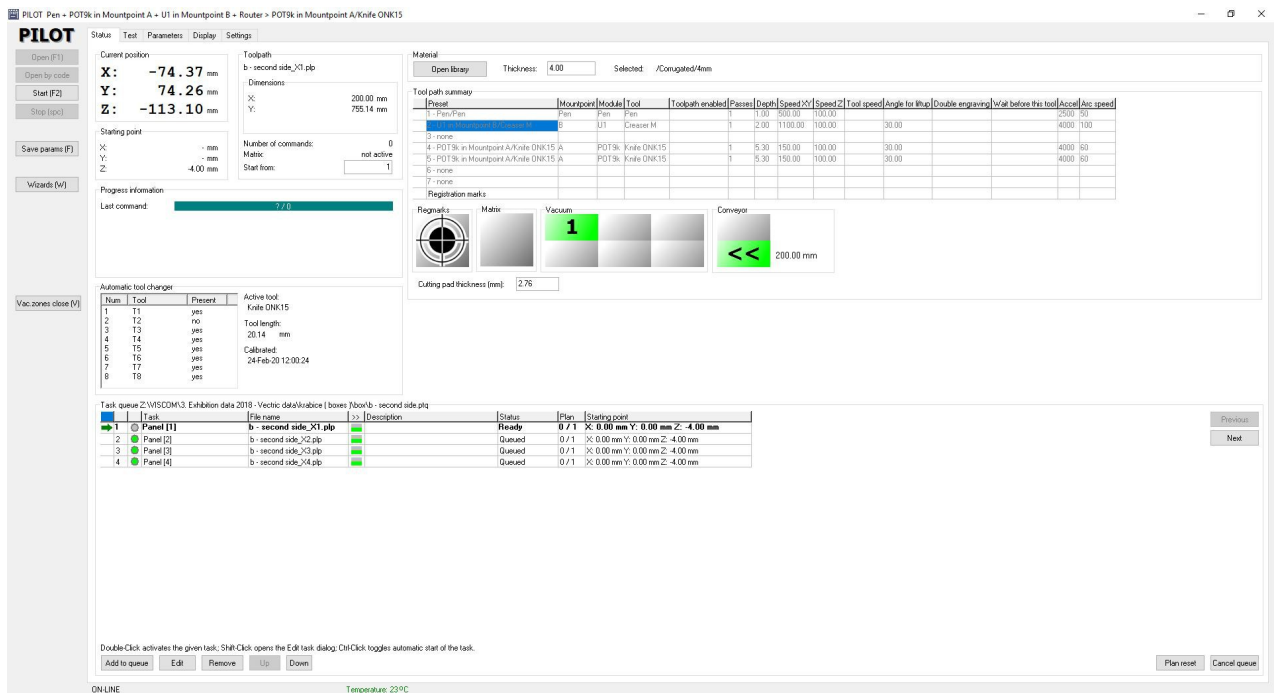 PILOT Pen + POT9k in Mountpoint A + U1 in Mountpoint B + Router > POT9k in Mountpoint A/Knife ONK15
PILOT
Open (F1)
Open by code
Start (F2)
Stop (spc)
Save params (F)
Wizards (W)
Vac.zones close (V)
Status Test Parameters Display Settings
Current position
X: -74.37 mm
Y: 74.26 mm
Z: -113.10 mm
Starting point
X: - mm
Y: - mm
Z: -4.00 mm
Toolpath
b - second side_X1.plp
Dimensions
X: 200.00 mm
Y: 755.14 mm
Number of commands: 0
Matrix: not active
Start from: 1
Progress information
Last command: ? / 0
Automatic tool changer
Num Tool Present
1 T1 yes
2 T2 no
3 T3 yes
4 T4 yes
5 T5 yes
6 T6 yes
7 T7 yes
8 T8 yes
Active tool:
Knife ONK15
Tool length:
20.14 mm
Calibrated:
24-Feb-20 12:00:24
Material
Open library Thickness: 4.00 Selected: /Corrugated/4mm
Tool path summary
Preset Mountpoint Module Tool Toolpath enabled Passes Depth Speed XY Speed Z Tool speed Angle for liftup Double engraving Wait before this tool Accel Arc speed
1 - Pen/Pen Pen Pen Pen 1 1.00 500.00 100.00 2500 50
2 - U1 in Mountpoint B/Creaser M B U1 Creaser M 1 2.00 1100.00 100.00 30.00 4000 100
3 - none
4 - POT9k in Mountpoint A/Knife ONK15 A POT9k Knife ONK15 1 5.30 150.00 100.00 30.00 4000 60
5 - POT9k in Mountpoint A/Knife ONK15 A POT9k Knife ONK15 1 5.30 150.00 100.00 30.00 4000 60
6 - none
7 - none
Registration marks
Regmarks Matrix Vacuum Conveyor
1
<< 200.00 mm
Cutting pad thickness (mm): 2.76
Task queue Z:\VISCOM\3. Exhibition data 2018 - Vectric data\krabice ( boxes )\box\b - second side.ptq
Task File name >> Description Status Plan Starting point
1 Panel [1] b - second side_X1.plp Ready 0 / 1 X: 0.00 mm Y: 0.00 mm Z: -4.00 mm
2 Panel [2] b - second side_X2.plp Queued 0 / 1 X: 0.00 mm Y: 0.00 mm Z: -4.00 mm
3 Panel [3] b - second side_X3.plp Queued 0 / 1 X: 0.00 mm Y: 0.00 mm Z: -4.00 mm
4 Panel [4] b - second side_X4.plp Queued 0 / 1 X: 0.00 mm Y: 0.00 mm Z: -4.00 mm
Previous
Next
Double-Click activates the given task; Shift-Click opens the Edit task dialog; Ctrl-Click toggles automatic start of the task.
Add to queue Edit Remove Up Down Plan reset Cancel queue
ON-LINE Temperature: 23°C